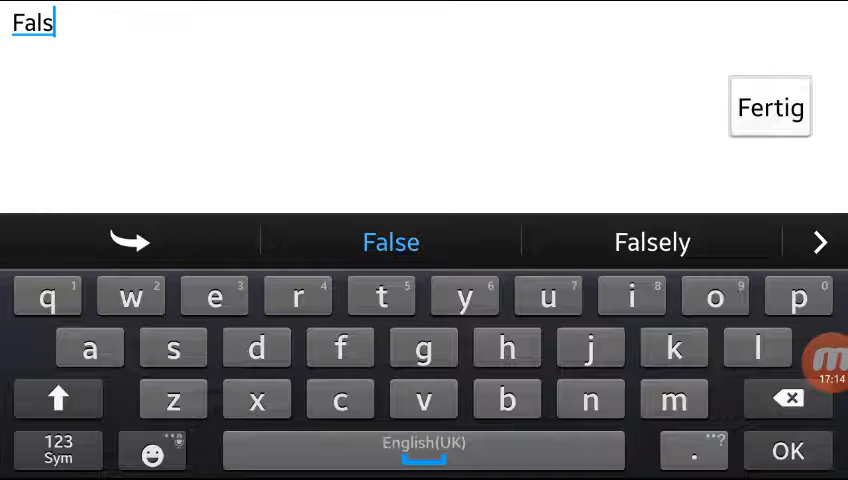 Fals
Fertig
False Falsely
q 1 w 2 e 3 r 4 t 5 y 6 u 7 i 8 o 9 p 0
a s d f g h j k l
17:14
z x c v b n m
123 Sym English(UK) . ,,? OK